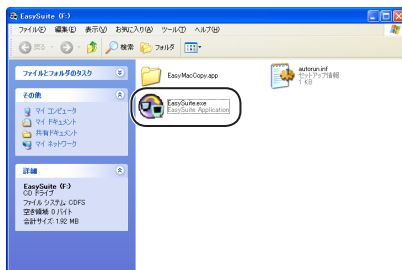 EasySuite (F:)
ファイル(F) 編集(E) 表示(V) お気に入り(A) ツール(T) ヘルプ(H)
戻る 検索 フォルダ
ファイルとフォルダのタスク
その他
マイ コンピュータ
マイ ドキュメント
共有ドキュメント
マイ ネットワーク
詳細
EasySuite (F:)
CD ドライブ
ファイル システム: CDFS
空き領域: 0 バイト
合計サイズ: 1.92 MB
EasyMacCopy.app
autorun.inf
セットアップ情報
1 KB
EasySuite.exe
EasySuite Application